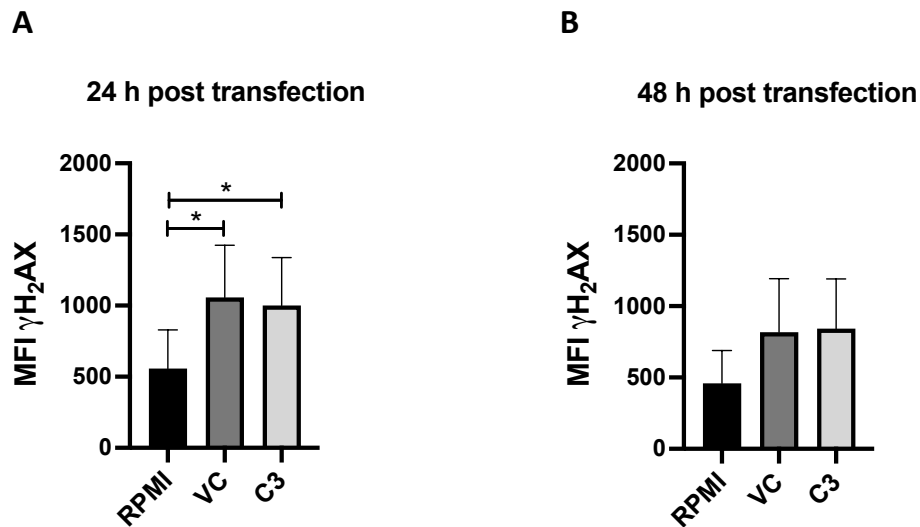 A
24 h post transfection
2000
1500
1000
500
0
MFI γH₂AX
*
*
RPMI
VC
C3
B
48 h post transfection
2000
1500
1000
500
0
MFI γH₂AX
RPMI
VC
C3